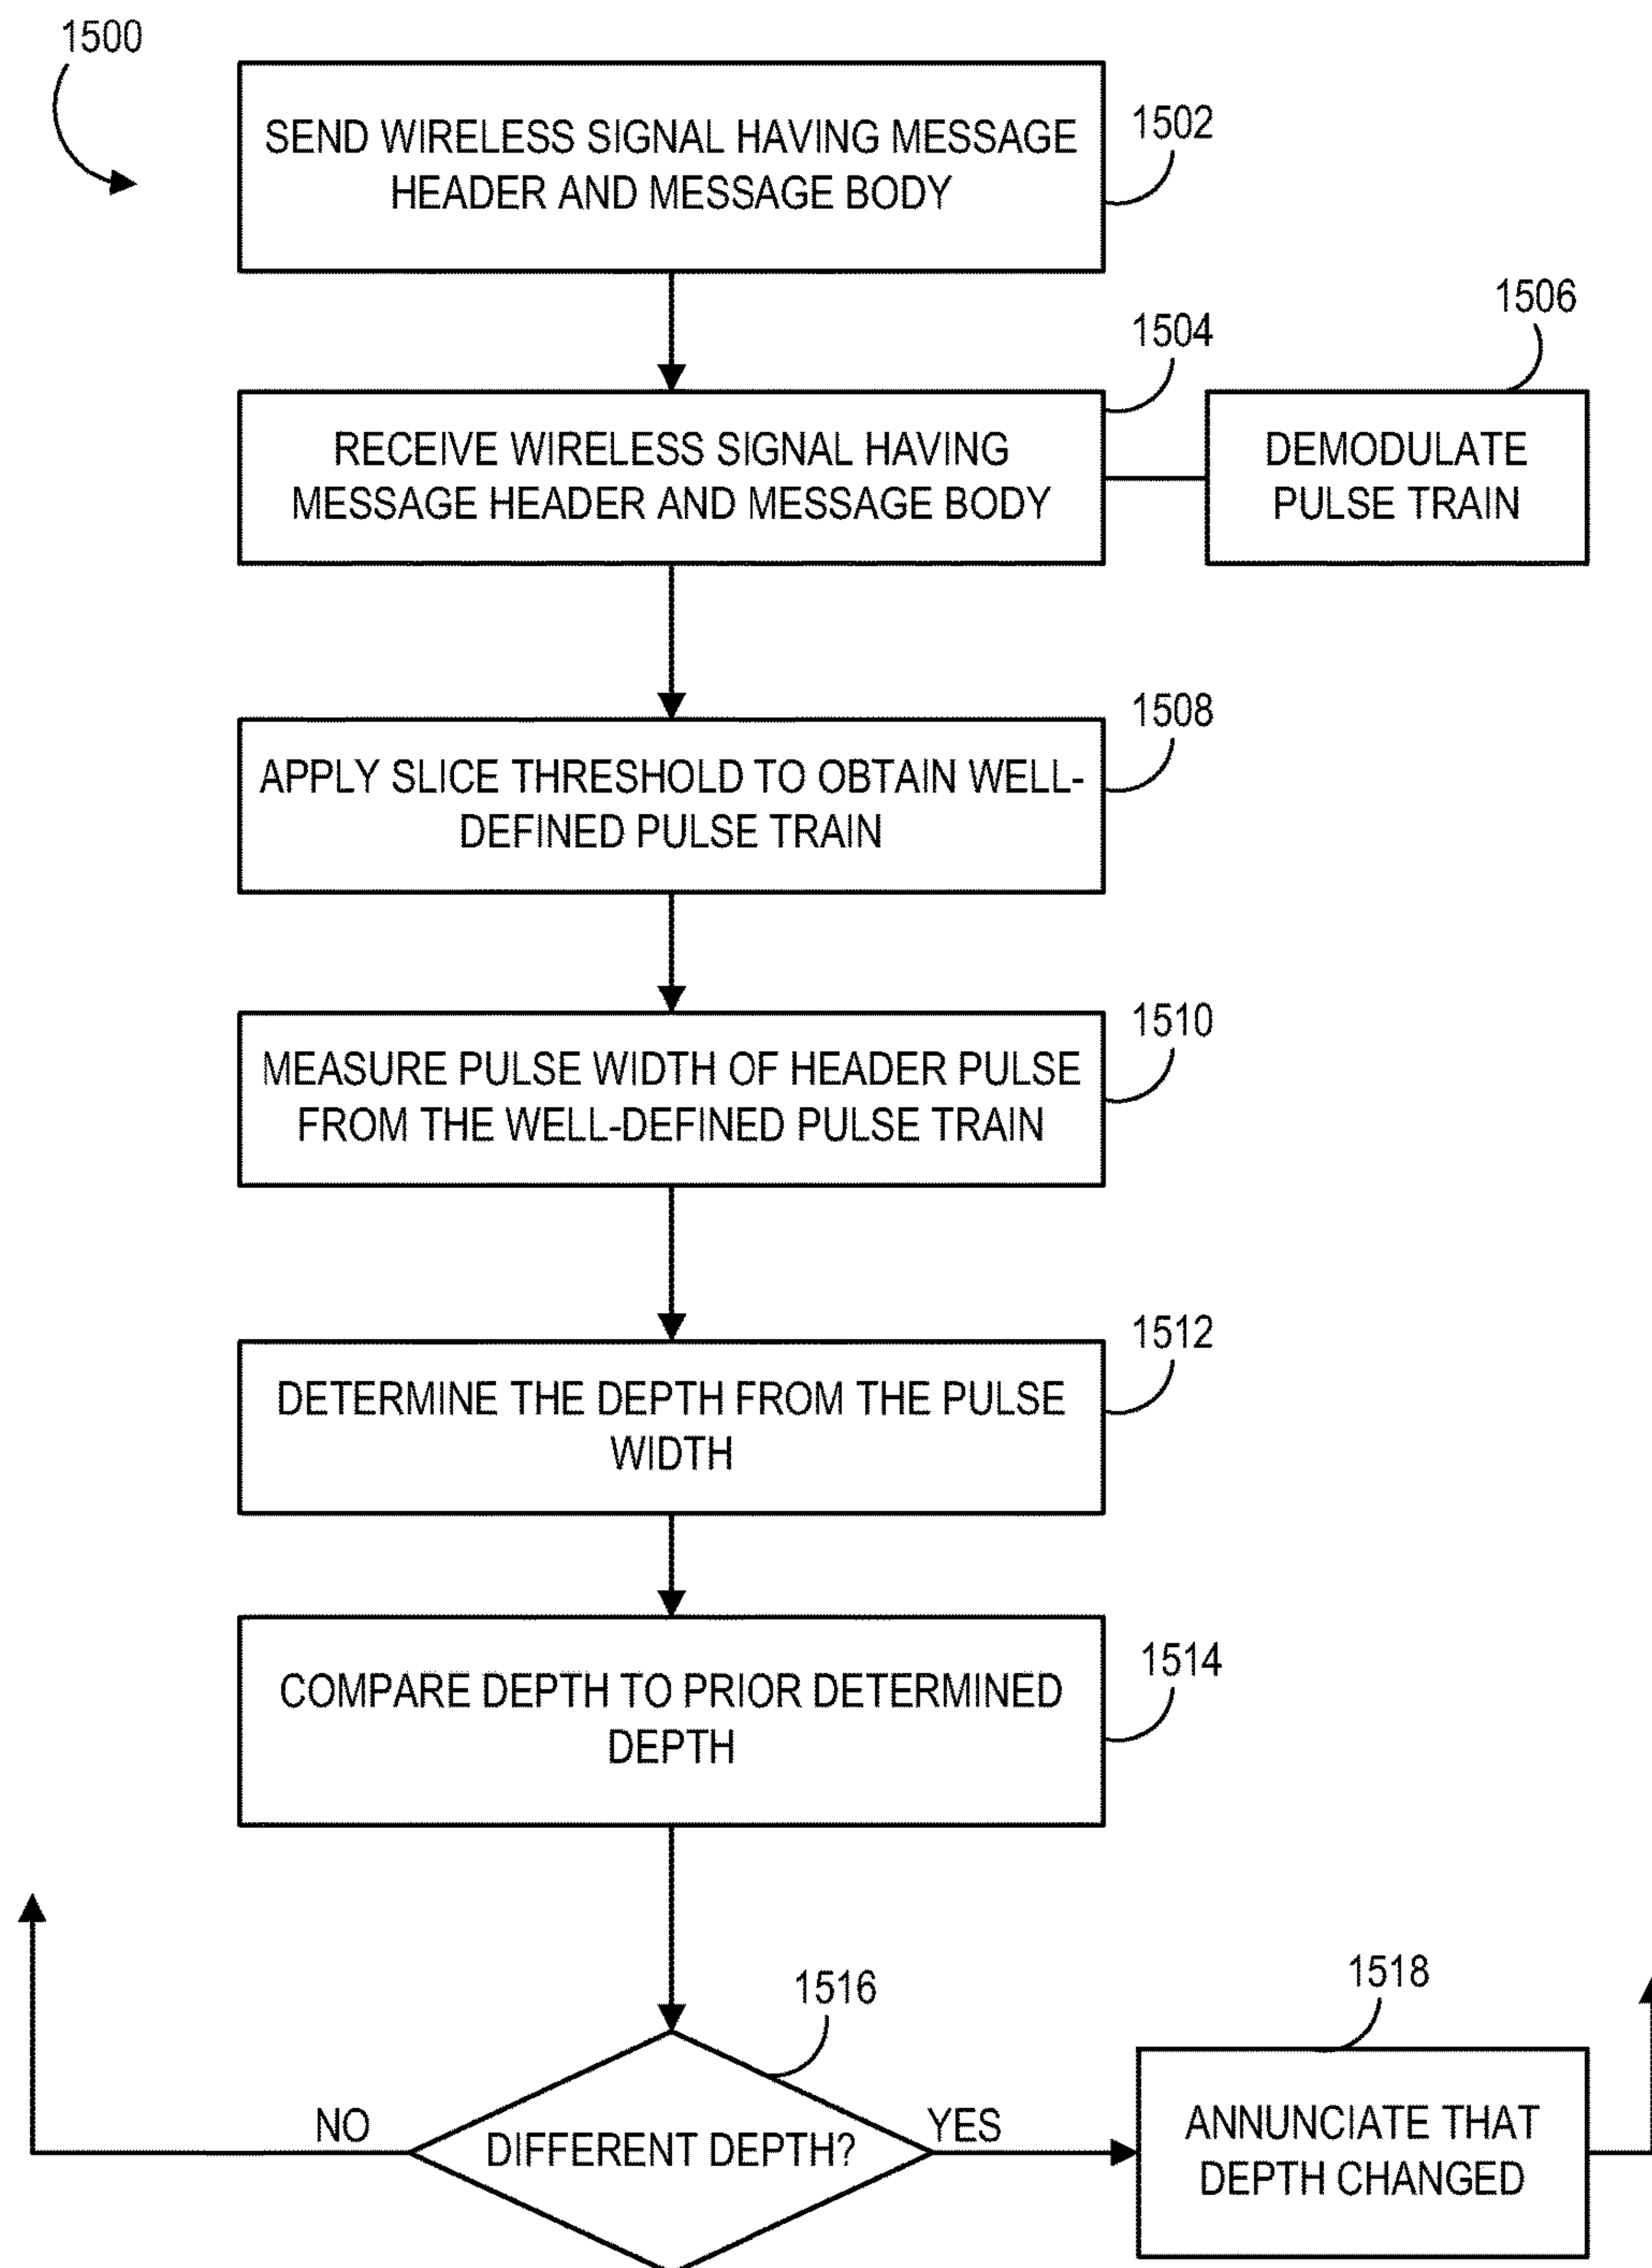 1500
SEND WIRELESS SIGNAL HAVING MESSAGE
HEADER AND MESSAGE BODY
1502
1506
1504
RECEIVE WIRELESS SIGNAL HAVING
MESSAGE HEADER AND MESSAGE BODY
DEMODULATE
PULSE TRAIN
1508
APPLY SLICE THRESHOLD TO OBTAIN WELL-
DEFINED PULSE TRAIN
1510
MEASURE PULSE WIDTH OF HEADER PULSE
FROM THE WELL-DEFINED PULSE TRAIN
1512
DETERMINE THE DEPTH FROM THE PULSE
WIDTH
1514
COMPARE DEPTH TO PRIOR DETERMINED
DEPTH
1516
1518
NO
DIFFERENT DEPTH?
YES
ANNUNCIATE THAT
DEPTH CHANGED